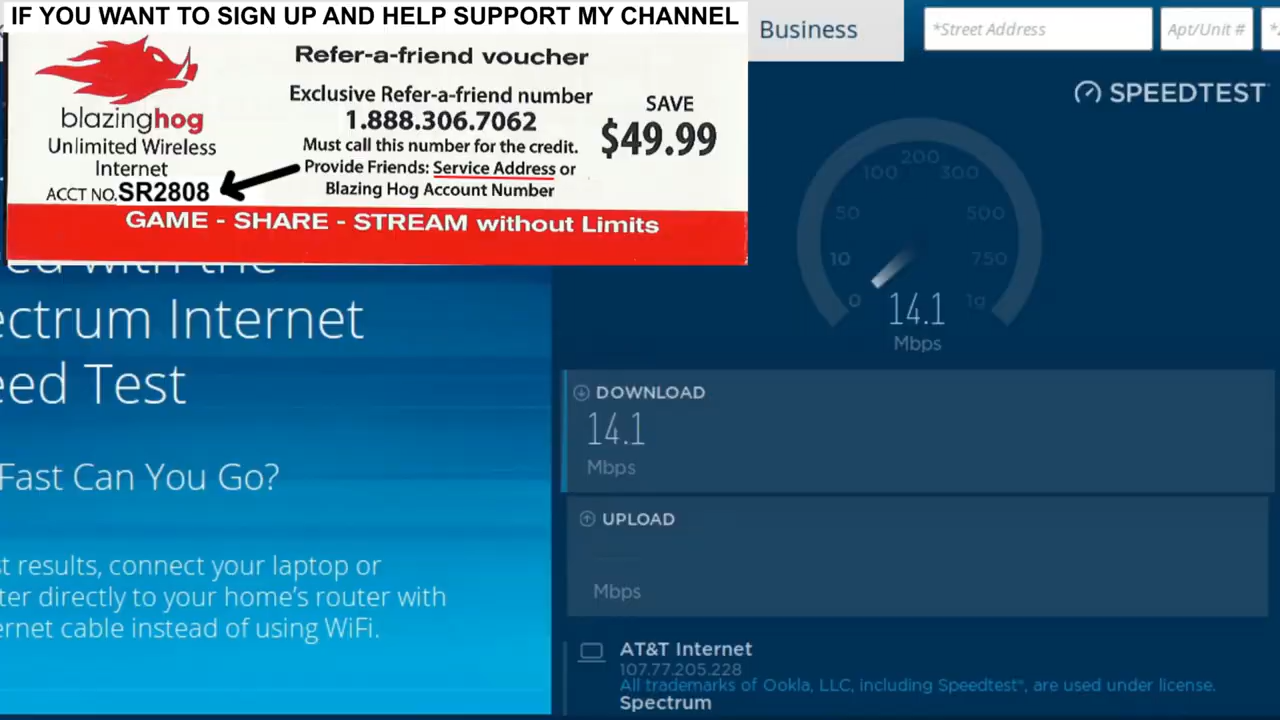 IF YOU WANT TO SIGN UP AND HELP SUPPORT MY CHANNEL
blazinghog
Unlimited Wireless
Internet
ACCT NO.SR2808
Refer-a-friend voucher
Exclusive Refer-a-friend number
1.888.306.7062
Must call this number for the credit.
Provide Friends: Service Address or
Blazing Hog Account Number
SAVE
$49.99
GAME - SHARE - STREAM without Limits
Business
*Street Address
Apt/Unit #
with the
ectrum Internet
eed Test
Fast Can You Go?
t results, connect your laptop or
ter directly to your home's router with
ernet cable instead of using WiFi.
SPEEDTEST
0
10
50
100
200
300
500
750
1g
14.1
Mbps
DOWNLOAD
14.1
Mbps
UPLOAD
Mbps
AT&T Internet
107.77.205.228
All trademarks of Ookla, LLC, including Speedtest®, are used under license.
Spectrum